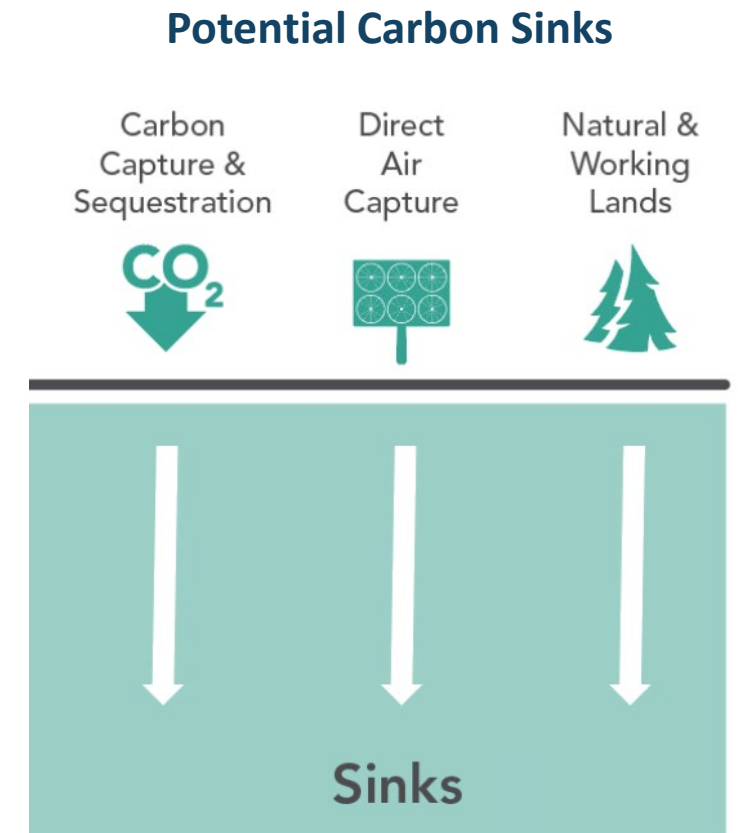 Potential Carbon Sinks
Carbon
Capture &
Sequestration
Direct
Air
Capture
Natural &
Working
Lands
CO2
Sinks